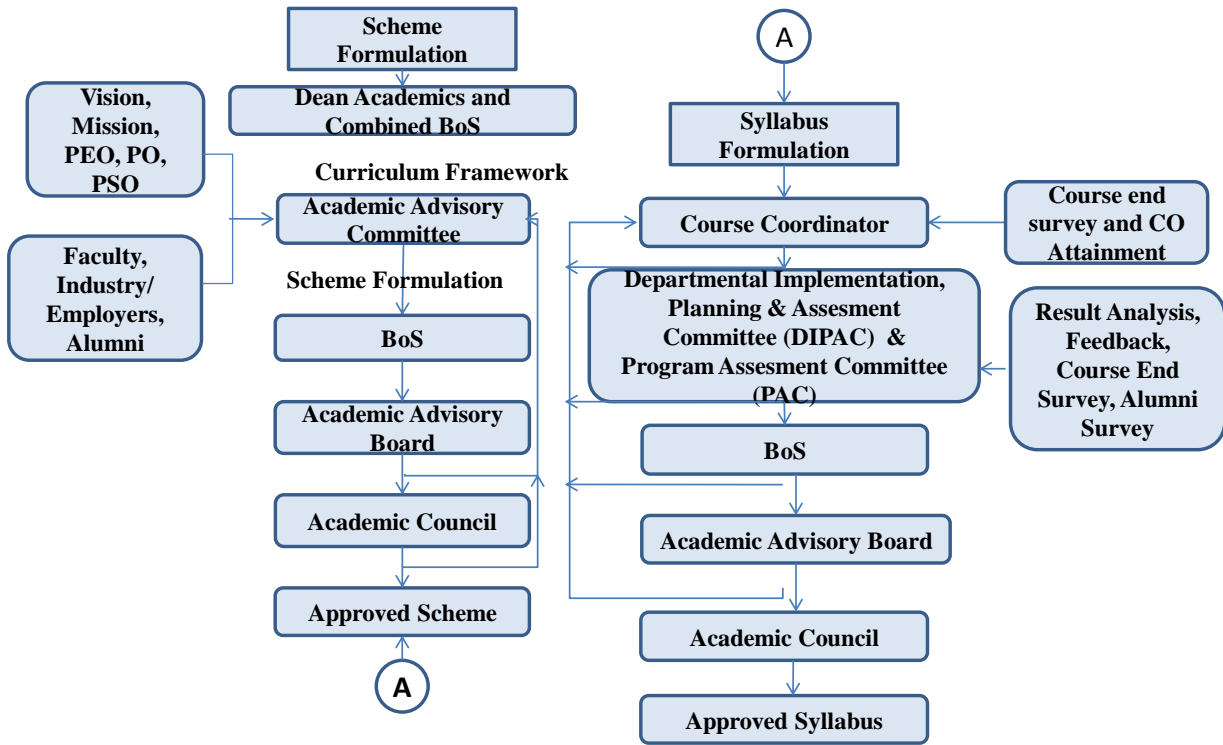 Scheme
Formulation
Dean Academics and
Combined BoS
Vision,
Mission,
PEO, PO,
PSO
Curriculum Framework
Academic Advisory
Committee
Faculty,
Industry/
Employers,
Alumni
Scheme Formulation
BoS
Academic Advisory
Board
Academic Council
Approved Scheme
A
A
Syllabus
Formulation
Course Coordinator
Course end
survey and CO
Attainment
Departmental Implementation,
Planning & Assesment
Committee (DIPAC) &
Program Assesment Committee
(PAC)
Result Analysis,
Feedback,
Course End
Survey, Alumni
Survey
BoS
Academic Advisory Board
Academic Council
Approved Syllabus